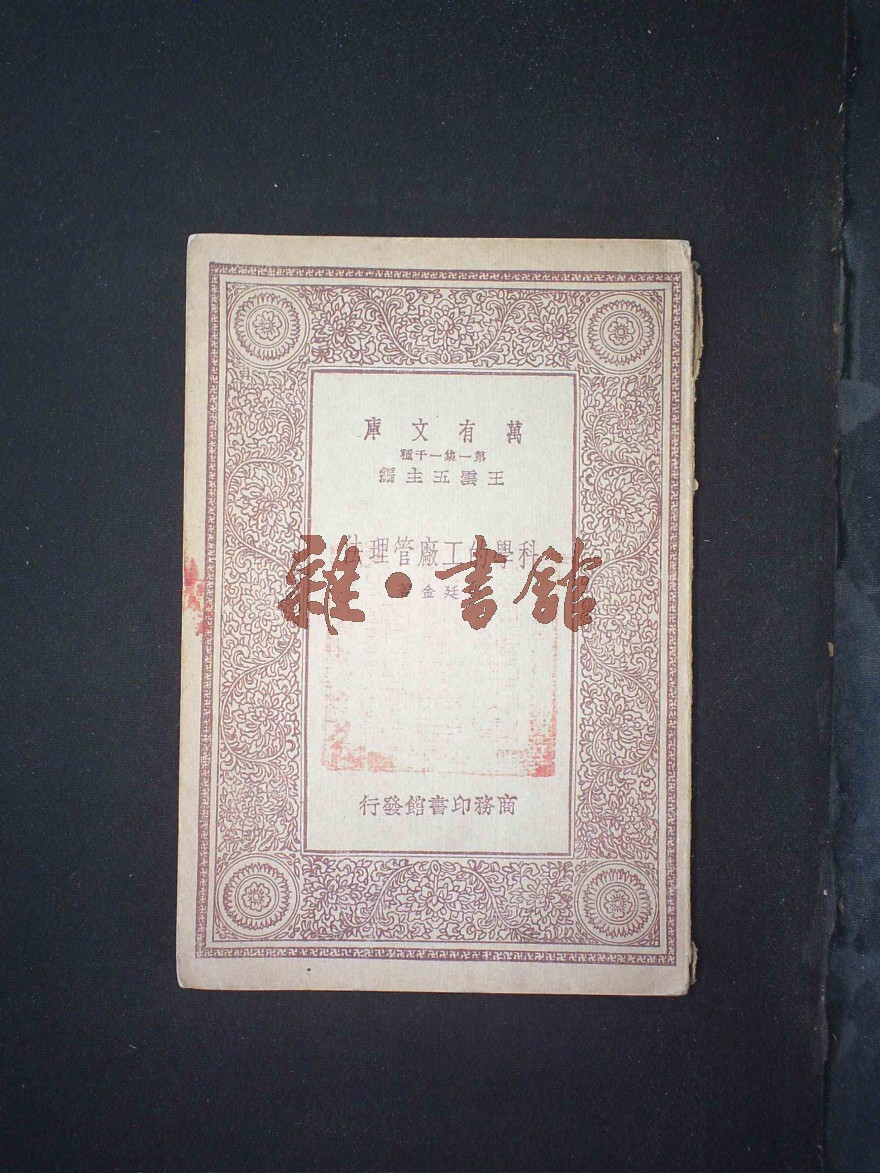 萬有文庫
第一集一千種
王雲五主編
科學的工廠管理法
廷金著
雜·書館
商務印書館發行